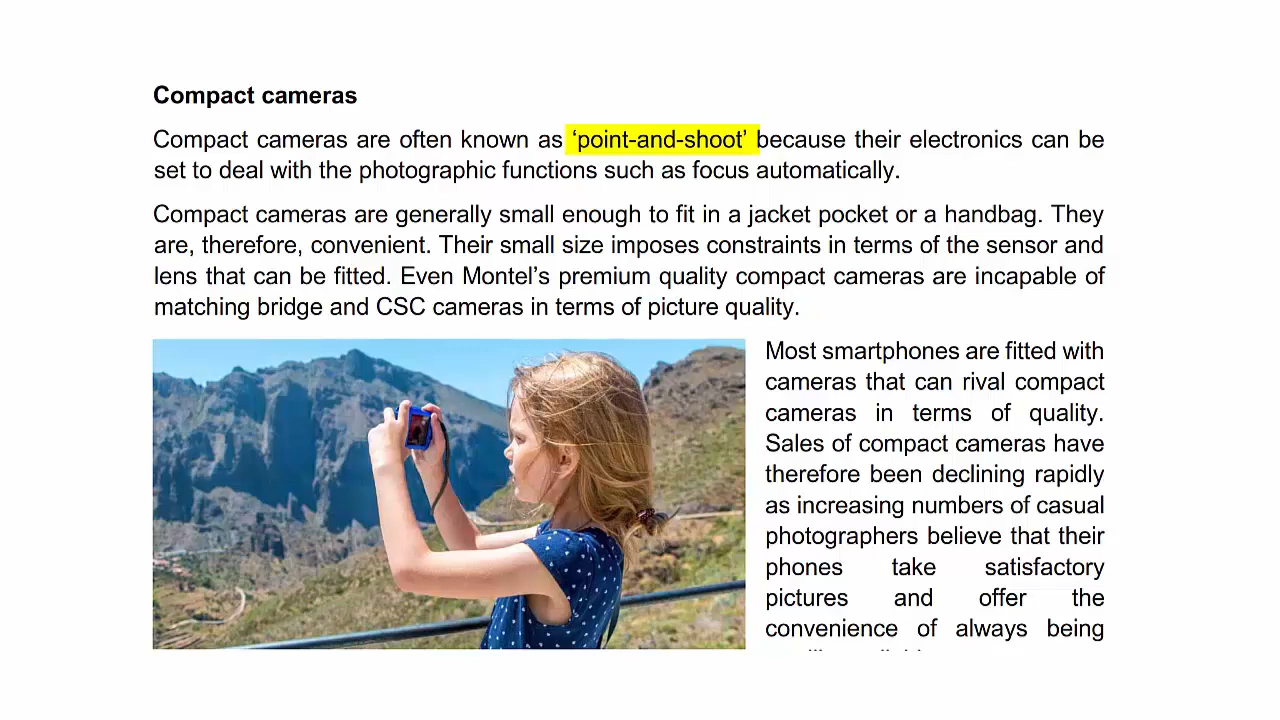 Compact cameras
Compact cameras are often known as ‘point-and-shoot’ because their electronics can be
set to deal with the photographic functions such as focus automatically.
Compact cameras are generally small enough to fit in a jacket pocket or a handbag. They
are, therefore, convenient. Their small size imposes constraints in terms of the sensor and
lens that can be fitted. Even Montel’s premium quality compact cameras are incapable of
matching bridge and CSC cameras in terms of picture quality.
Most smartphones are fitted with
cameras that can rival compact
cameras in terms of quality.
Sales of compact cameras have
therefore been declining rapidly
as increasing numbers of casual
photographers believe that their
phones take satisfactory
pictures and offer the
convenience of always being